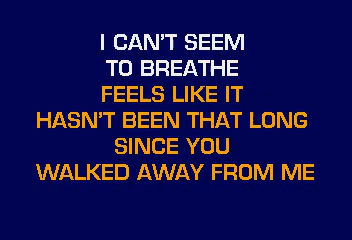 I CAN'T SEEM
TO BREATHE
FEELS LIKE IT
HASN'T BEEN THAT LONG
SINCE YOU
WALKED AWAY FROM ME